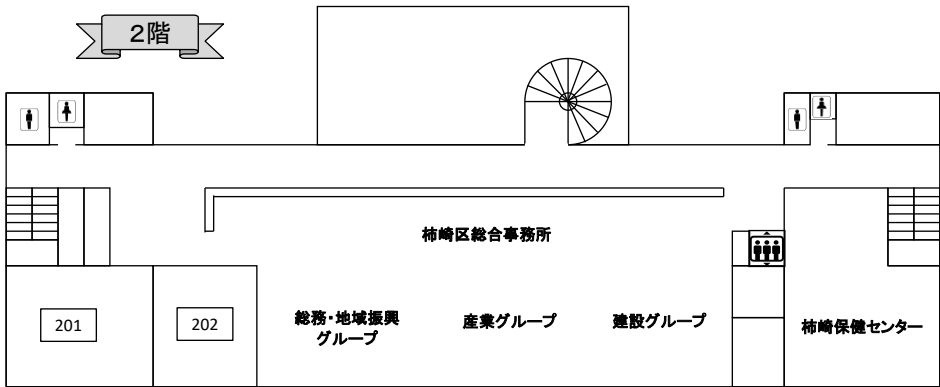 2階
柿崎区総合事務所
201
202
総務・地域振興
グループ
産業グループ
建設グループ
柿崎保健センター